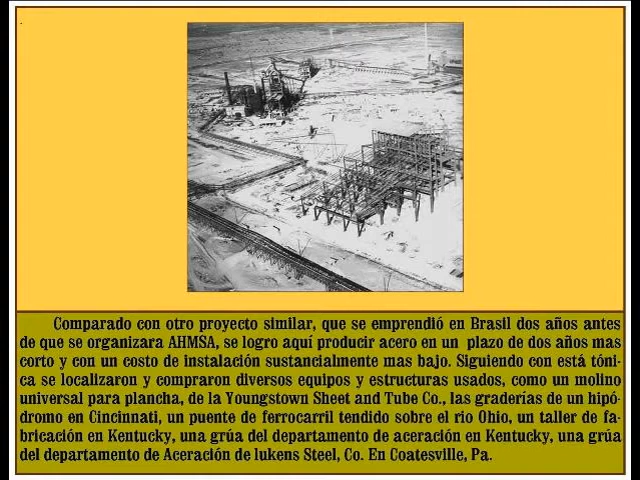 Comparado con otro proyecto similar, que se emprendió en Brasil dos años antes
de que se organizara AHMSA, se logro aquí producir acero en un plazo de dos años mas
corto y con un costo de instalación sustancialmente mas bajo. Siguiendo con está tóni-
ca se localizaron y compraron diversos equipos y estructuras usados, como un molino
universal para plancha, de la Youngstown Sheet and Tube Co., las graderías de un hipó-
dromo en Cincinnati, un puente de ferrocarril tendido sobre el rio Ohio, un taller de fa-
bricación en Kentucky, una grúa del departamento de aceración en Kentucky, una grúa
del departamento de Aceración de lukens Steel, Co. En Coatesville, Pa.